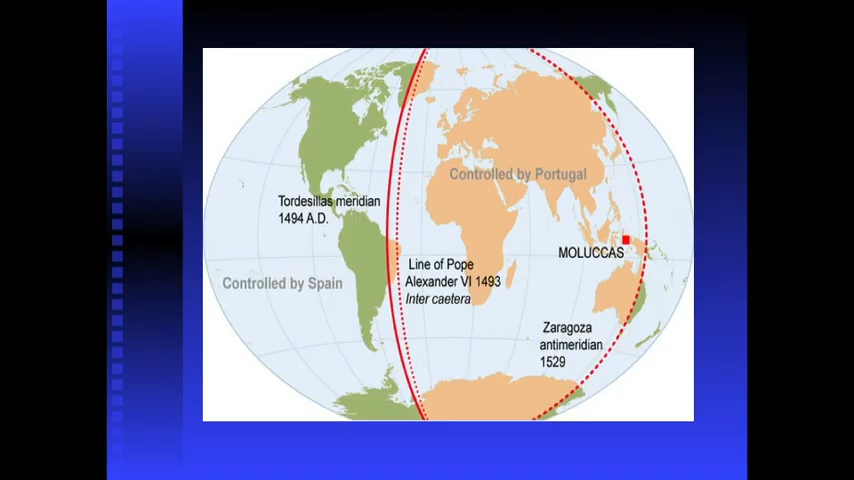 Controlled by Portugal
Tordesillas meridian
1494 A.D.
MOLUCCAS
Line of Pope
Alexander VI 1493
Inter caetera
Controlled by Spain
Zaragoza
antimeridian
1529